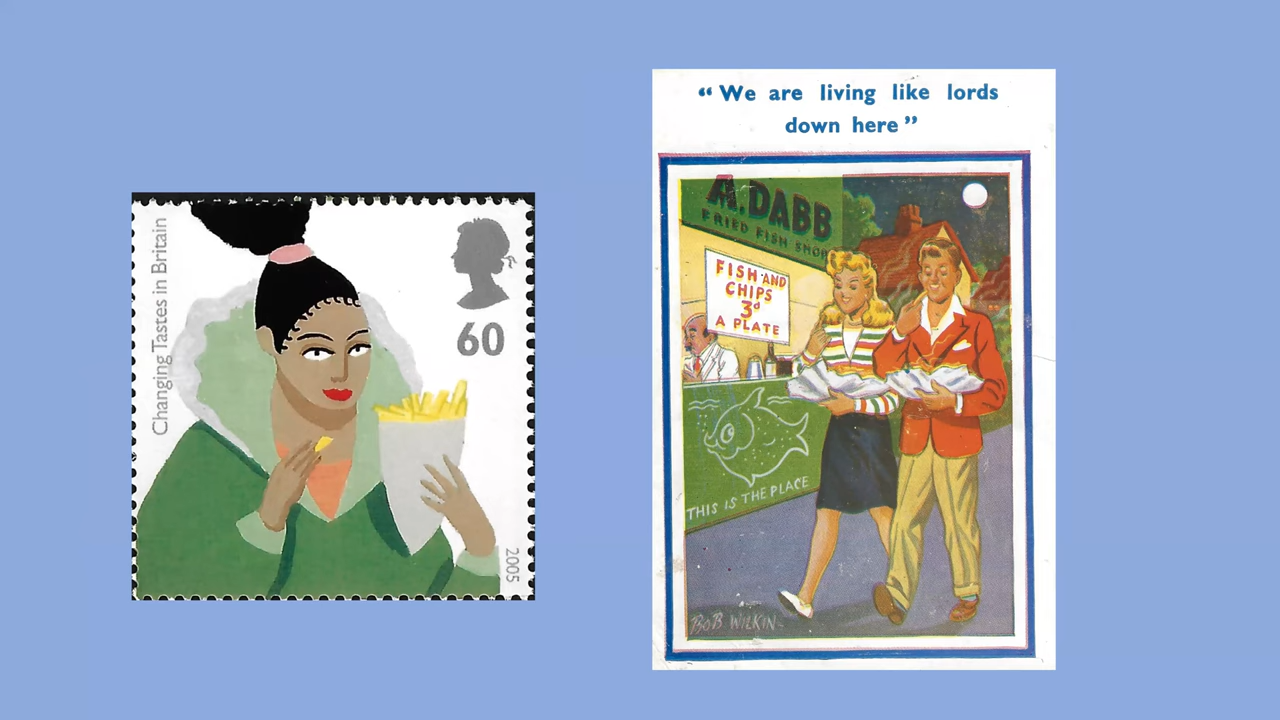 Changing Tastes in Britain
60
2005
“We are living like lords
down here”
A. DABB
FRIED FISH SHOP
FISH AND
CHIPS
3d
A PLATE
THIS IS THE PLACE
BOB WILKIN